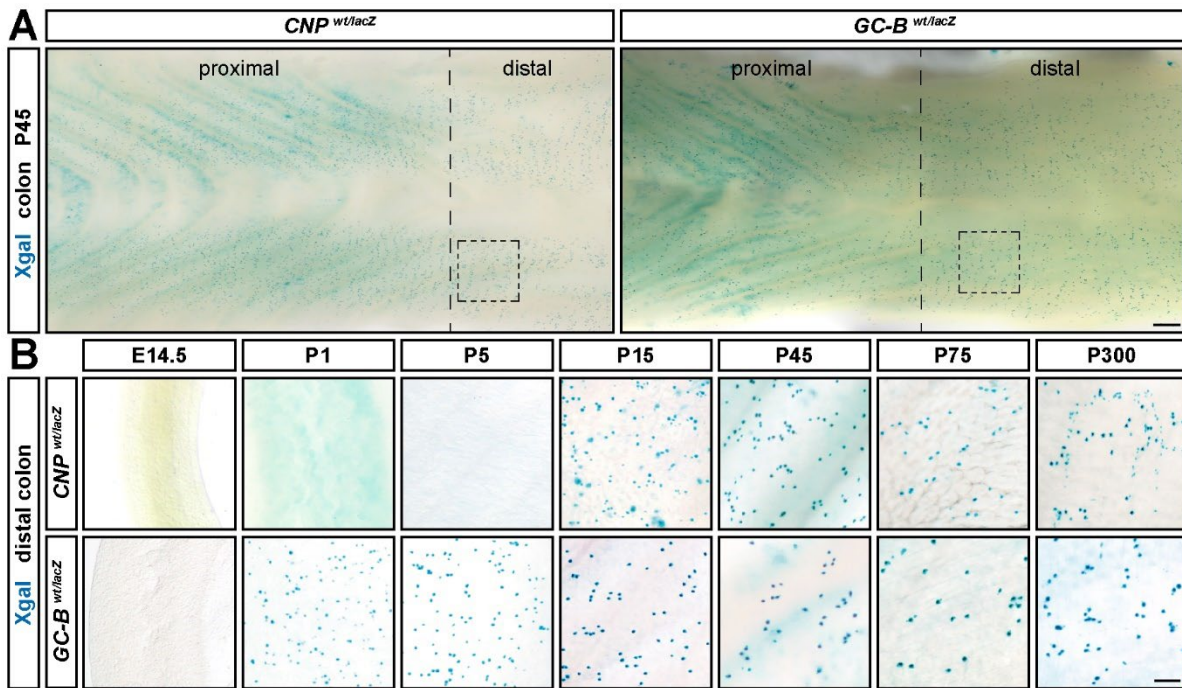 A
CNP wt/lacZ
GC-B wt/lacZ
Xgal colon P45
proximal
distal
proximal
distal
B
E14.5
P1
P5
P15
P45
P75
P300
Xgal distal colon
CNP wt/lacZ
GC-B wt/lacZ